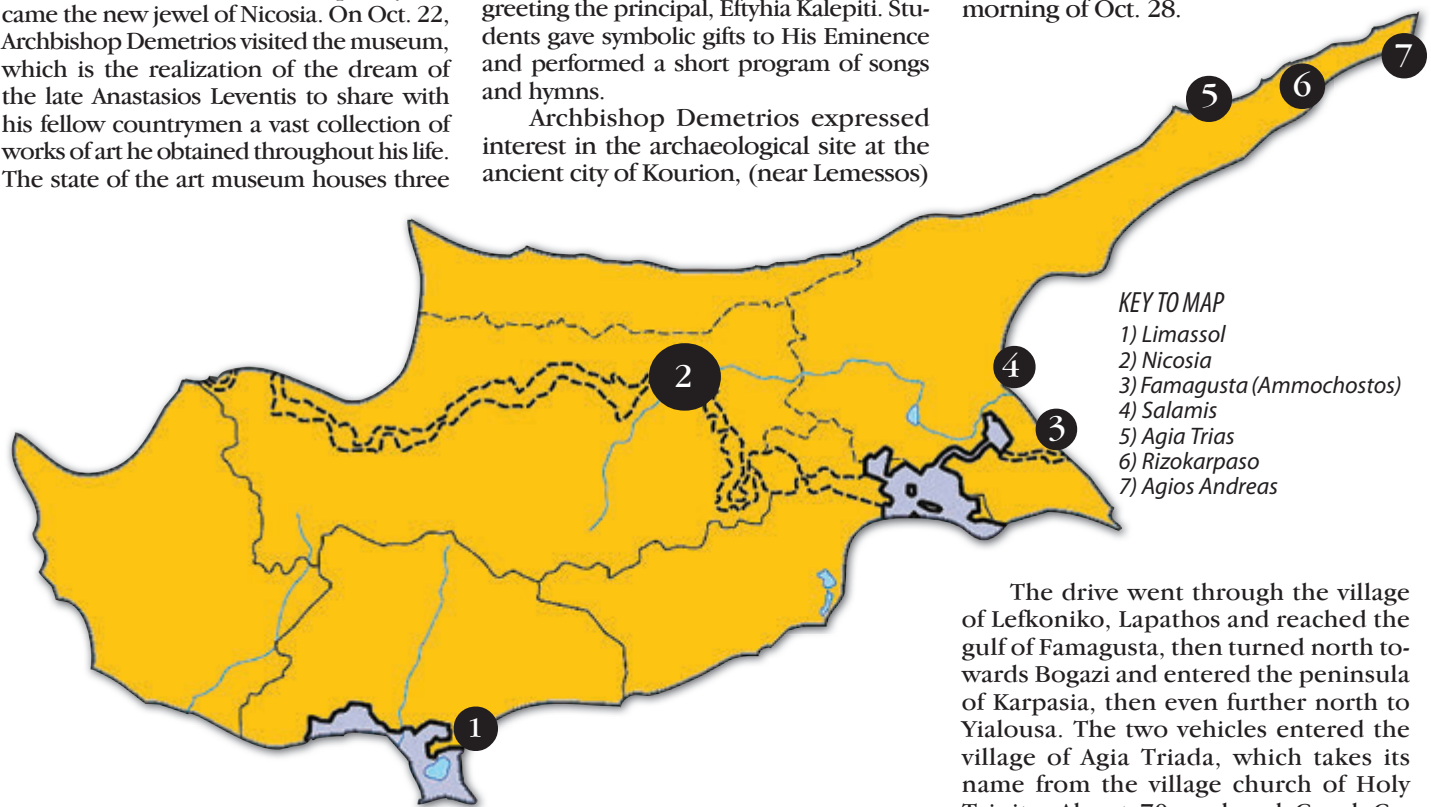 came the new jewel of Nicosia. On Oct. 22,
Archbishop Demetrios visited the museum,
which is the realization of the dream of
the late Anastasios Leventis to share with
his fellow countrymen a vast collection of
works of art he obtained throughout his life.
The state of the art museum houses three
greeting the principal, Eftyhia Kalepiti. Stu-
dents gave symbolic gifts to His Eminence
and performed a short program of songs
and hymns.
Archbishop Demetrios expressed
interest in the archaeological site at the
ancient city of Kourion, (near Lemessos)
morning of Oct. 28.
7
6
5
2
4
3
1
KEY TO MAP
1) Limassol
2) Nicosia
3) Famagusta (Ammochostos)
4) Salamis
5) Agia Trias
6) Rizokarpaso
7) Agios Andreas
The drive went through the village
of Lefkoniko, Lapathos and reached the
gulf of Famagusta, then turned north to-
wards Bogazi and entered the peninsula
of Karpasia, then even further north to
Yialousa. The two vehicles entered the
village of Agia Triada, which takes its
name from the village church of Holy